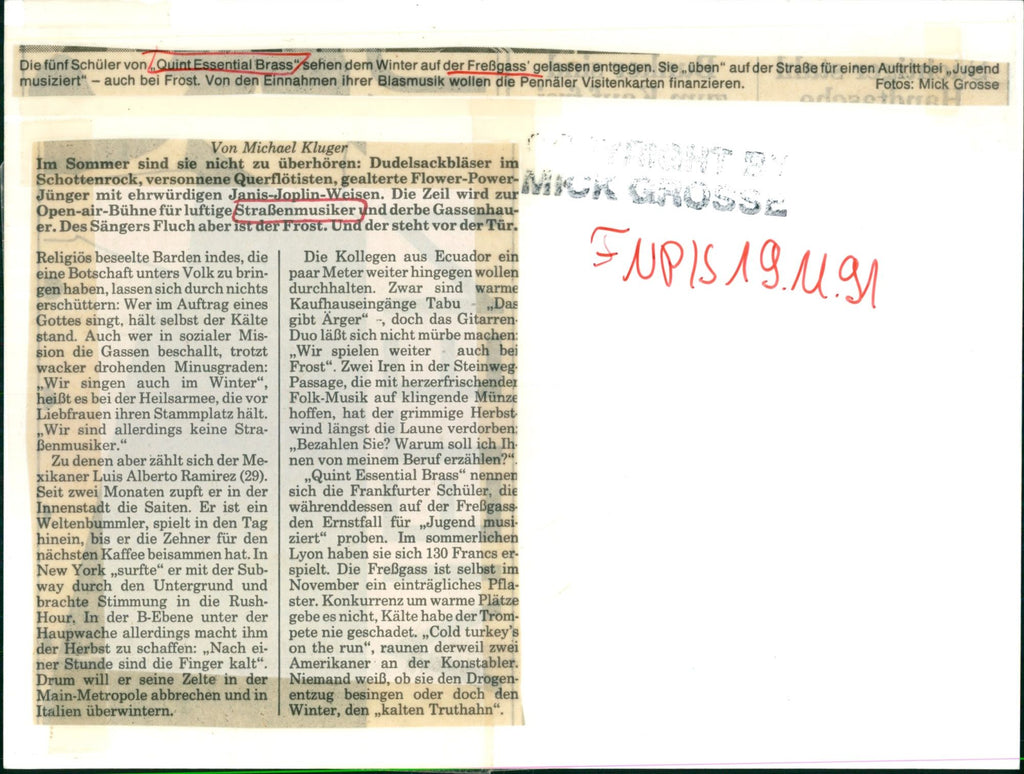 Die fünf Schüler von „Quint Essential Brass" sehen dem Winter auf der Freßgass' gelassen entgegen. Sie „üben" auf der Straße für einen Auftritt bei „Jugend
musiziert" – auch bei Frost. Von den Einnahmen ihrer Blasmusik wollen die Pennäler Visitenkarten finanzieren. Fotos: Mick Grosse
Von Michael Kluger
Im Sommer sind sie nicht zu überhören: Dudelsackbläser im
Schottenrock, versonnene Querflötisten, gealterte Flower-Power-
Jünger mit ehrwürdigen Janis-Joplin-Weisen. Die Zeil wird zur
Open-air-Bühne für luftige Straßenmusiker und derbe Gassenhau-
er. Des Sängers Fluch aber ist der Frost. Und der steht vor der Tür.
Religiös beseelte Barden indes, die
eine Botschaft unters Volk zu brin-
gen haben, lassen sich durch nichts
erschüttern: Wer im Auftrag eines
Gottes singt, hält selbst der Kälte
stand. Auch wer in sozialer Mis-
sion die Gassen beschallt, trotzt
wacker drohenden Minusgraden:
„Wir singen auch im Winter",
heißt es bei der Heilsarmee, die vor
Liebfrauen ihren Stammplatz hält.
„Wir sind allerdings keine Stra-
ßenmusiker."
Zu denen aber zählt sich der Me-
xikaner Luis Alberto Ramirez (29).
Seit zwei Monaten zupft er in der
Innenstadt die Saiten. Er ist ein
Weltenbummler, spielt in den Tag
hinein, bis er die Zehner für den
nächsten Kaffee beisammen hat. In
New York „surfte" er mit der Sub-
way durch den Untergrund und
brachte Stimmung in die Rush-
Hour. In der B-Ebene unter der
Haupwache allerdings macht ihm
der Herbst zu schaffen: „Nach ei-
ner Stunde sind die Finger kalt".
Drum will er seine Zelte in der
Main-Metropole abbrechen und in
Italien überwintern.
Die Kollegen aus Ecuador ein
paar Meter weiter hingegen wollen
durchhalten. Zwar sind warme
Kaufhauseingänge Tabu - „Das
gibt Ärger" -, doch das Gitarren-
Duo läßt sich nicht mürbe machen:
„Wir spielen weiter - auch bei
Frost". Zwei Iren in der Steinweg-
Passage, die mit herzerfrischender
Folk-Musik auf klingende Münze
hoffen, hat der grimmige Herbst-
wind längst die Laune verdorben:
„Bezahlen Sie? Warum soll ich Ih-
nen von meinem Beruf erzählen?".
„Quint Essential Brass" nennen
sich die Frankfurter Schüler, die
währenddessen auf der Freßgass
den Ernstfall für „Jugend musi-
ziert" proben. Im sommerlichen
Lyon haben sie sich 130 Francs er-
spielt. Die Freßgass ist selbst im
November ein einträgliches Pfla-
ster. Konkurrenz um warme Plätze
gebe es nicht, Kälte habe der Trom-
pete nie geschadet. „Cold turkey's
on the run", raunen derweil zwei
Amerikaner an der Konstabler.
Niemand weiß, ob sie den Drogen-
entzug besingen oder doch den
Winter, den „kalten Truthahn".
COPYRIGHT BY
MICK GROSSE
FNP/S 19.11.91